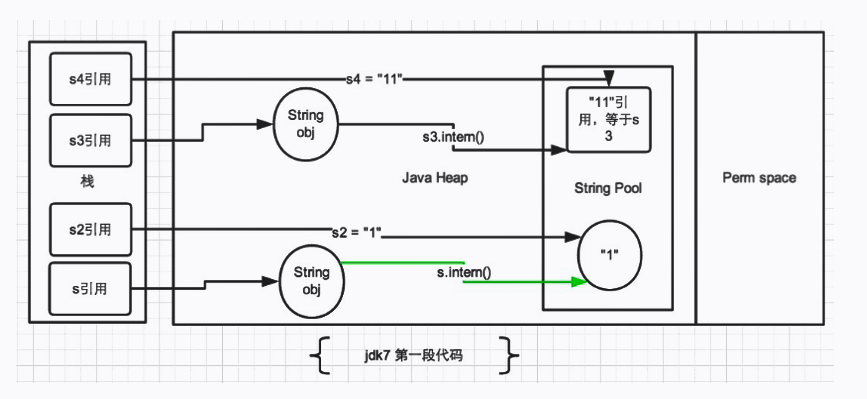 s4引用
s4 = "11"
"11"引
用，等于s
3
String
obj
s3引用
s3.intern()
栈
Java Heap
String Pool
Perm space
s2引用
s2 = "1"
"1"
String
obj
s.intern()
s引用
jdk7 第一段代码